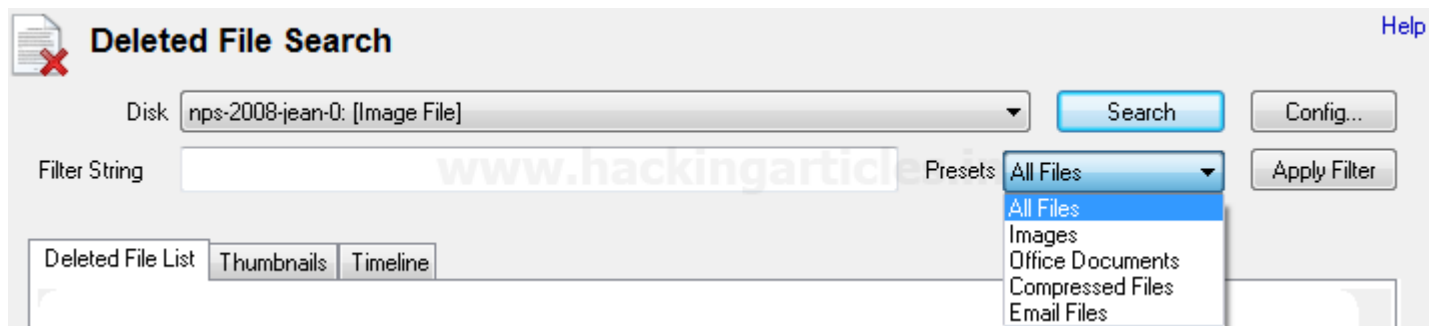 Deleted File Search
Help
Disk nps-2008-jean-0: [Image File] Search Config...
Filter String Presets All Files Apply Filter
www.hackingarticles.in
All Files
Images
Office Documents
Compressed Files
Email Files
Deleted File List Thumbnails Timeline